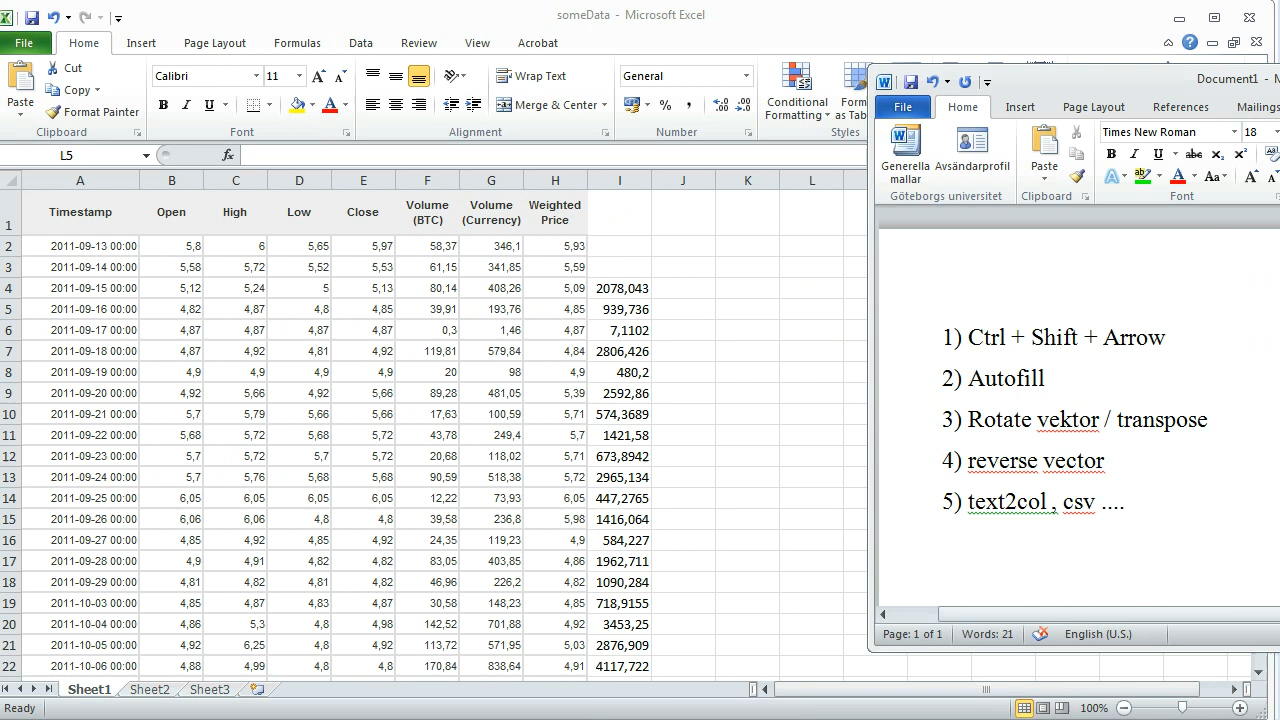 someData - Microsoft Excel
File Home Insert Page Layout Formulas Data Review View Acrobat
Cut
Copy
Format Painter
Paste
Calibri 11
B I U
Wrap Text
Merge & Center
General
% ,
Conditional Formatting
Form
as Tab
Clipboard Font Alignment Number Styles
L5 fx
A B C D E F G H I J K L
1 Timestamp Open High Low Close Volume (BTC) Volume (Currency) Weighted Price
2 2011-09-13 00:00 5,8 6 5,65 5,97 58,37 346,1 5,93
3 2011-09-14 00:00 5,58 5,72 5,52 5,53 61,15 341,85 5,59
4 2011-09-15 00:00 5,12 5,24 5 5,13 80,14 408,26 5,09 2078,043
5 2011-09-16 00:00 4,82 4,87 4,8 4,85 39,91 193,76 4,85 939,736
6 2011-09-17 00:00 4,87 4,87 4,87 4,87 0,3 1,46 4,87 7,1102
7 2011-09-18 00:00 4,87 4,92 4,81 4,92 119,81 579,84 4,84 2806,426
8 2011-09-19 00:00 4,9 4,9 4,9 4,9 20 98 4,9 480,2
9 2011-09-20 00:00 4,92 5,66 4,92 5,66 89,28 481,05 5,39 2592,86
10 2011-09-21 00:00 5,7 5,79 5,66 5,66 17,63 100,59 5,71 574,3689
11 2011-09-22 00:00 5,68 5,72 5,68 5,72 43,78 249,4 5,7 1421,58
12 2011-09-23 00:00 5,7 5,72 5,7 5,72 20,68 118,02 5,71 673,8942
13 2011-09-24 00:00 5,7 5,76 5,68 5,68 90,59 518,38 5,72 2965,134
14 2011-09-25 00:00 6,05 6,05 6,05 6,05 12,22 73,93 6,05 447,2765
15 2011-09-26 00:00 6,06 6,06 4,8 4,8 39,58 236,8 5,98 1416,064
16 2011-09-27 00:00 4,85 4,92 4,85 4,92 24,35 119,23 4,9 584,227
17 2011-09-28 00:00 4,9 4,91 4,82 4,82 83,05 403,85 4,86 1962,711
18 2011-09-29 00:00 4,81 4,82 4,81 4,82 46,96 226,2 4,82 1090,284
19 2011-10-03 00:00 4,85 4,87 4,83 4,87 30,58 148,23 4,85 718,9155
20 2011-10-04 00:00 4,86 5,3 4,8 4,98 142,52 701,88 4,92 3453,25
21 2011-10-05 00:00 4,92 6,25 4,8 4,92 113,72 571,95 5,03 2876,909
22 2011-10-06 00:00 4,88 4,99 4,8 4,8 170,84 838,64 4,91 4117,722
Sheet1 Sheet2 Sheet3
Ready 100%
Document1 - M
File Home Insert Page Layout References Mailings
Generella mallar
Avsändarprofil
Paste
Times New Roman 18
B I U abc x₂ x²
Göteborgs universitet Clipboard Font
1) Ctrl + Shift + Arrow
2) Autofill
3) Rotate vektor / transpose
4) reverse vector
5) text2col , csv ....
Page: 1 of 1 Words: 21 English (U.S.)